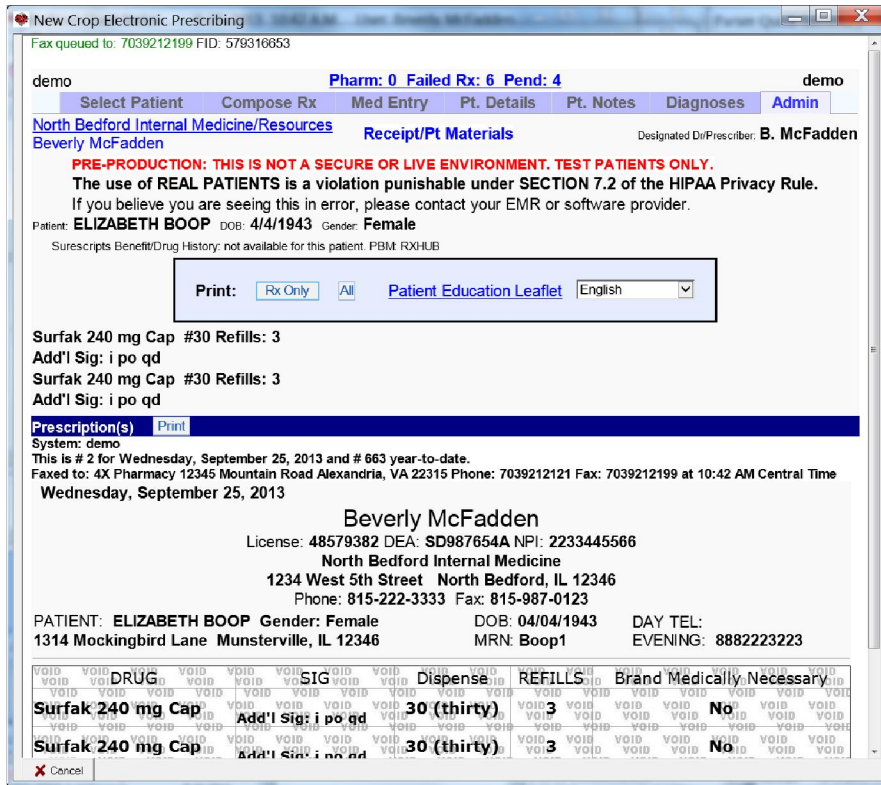 New Crop Electronic Prescribing
Fax queued to: 7039212199 FID: 579316653
demo Pharm: 0 Failed Rx: 6 Pend: 4 demo
Select Patient Compose Rx Med Entry Pt. Details Pt. Notes Diagnoses Admin
North Bedford Internal Medicine/Resources Receipt/Pt Materials Designated Dr/Prescriber: B. McFadden
Beverly McFadden
PRE-PRODUCTION: THIS IS NOT A SECURE OR LIVE ENVIRONMENT. TEST PATIENTS ONLY.
The use of REAL PATIENTS is a violation punishable under SECTION 7.2 of the HIPAA Privacy Rule.
If you believe you are seeing this in error, please contact your EMR or software provider.
Patient: ELIZABETH BOOP DOB: 4/4/1943 Gender: Female
Surescripts Benefit/Drug History: not available for this patient. PBM: RXHUB
Print: Rx Only All Patient Education Leaflet English
Surfak 240 mg Cap #30 Refills: 3
Add'l Sig: i po qd
Surfak 240 mg Cap #30 Refills: 3
Add'l Sig: i po qd
Prescription(s) Print
System: demo
This is # 2 for Wednesday, September 25, 2013 and # 663 year-to-date.
Faxed to: 4X Pharmacy 12345 Mountain Road Alexandria, VA 22315 Phone: 7039212121 Fax: 7039212199 at 10:42 AM Central Time
Wednesday, September 25, 2013
Beverly McFadden
License: 48579382 DEA: SD987654A NPI: 2233445566
North Bedford Internal Medicine
1234 West 5th Street North Bedford, IL 12346
Phone: 815-222-3333 Fax: 815-987-0123
PATIENT: ELIZABETH BOOP Gender: Female DOB: 04/04/1943 DAY TEL:
1314 Mockingbird Lane Munsterville, IL 12346 MRN: Boop1 EVENING: 8882223223
DRUG SIG Dispense REFILLS Brand Medically Necessary
Surfak 240 mg Cap Add'l Sig: i po qd 30 (thirty) 3 No
Surfak 240 mg Cap Add'l Sig: i po qd 30 (thirty) 3 No
Cancel